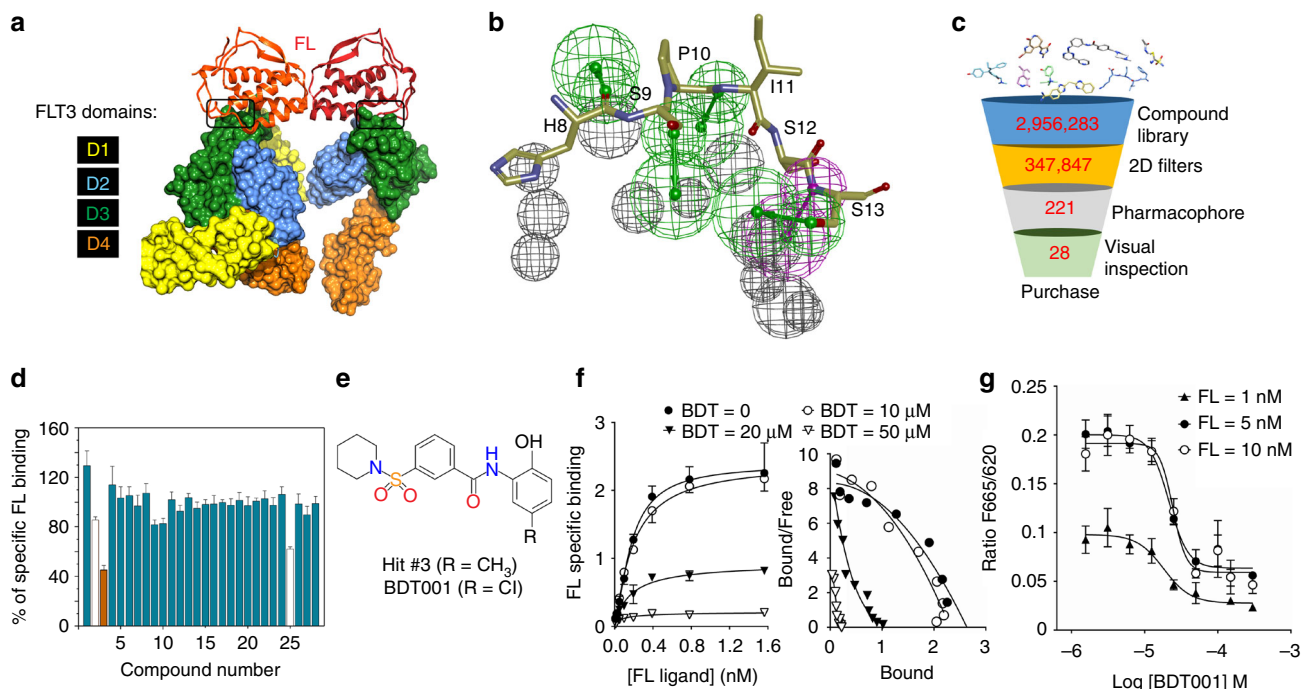 a
FL
FLT3 domains:
D1
D2
D3
D4
b
P10
S9
I11
H8
S12
S13
c
2,956,283
Compound library
347,847
2D filters
221
Pharmacophore
28
Visual inspection
Purchase
d
% of specific FL binding
160
120
80
40
0
5
10
15
20
25
Compound number
e
OH
H
N
N
S
O
O
O
R
Hit #3 (R = CH3)
BDT001 (R = Cl)
f
BDT = 0
BDT = 10 µM
BDT = 20 µM
BDT = 50 µM
FL specific binding
3
2
1
0
0.0
0.4
0.8
1.2
1.6
[FL ligand] (nM)
Bound/Free
10
8
6
4
2
0
0
1
2
3
Bound
g
FL = 1 nM
FL = 5 nM
FL = 10 nM
Ratio F665/620
0.25
0.2
0.15
0.1
0.05
0
–6
–5
–4
–3
Log [BDT001] M